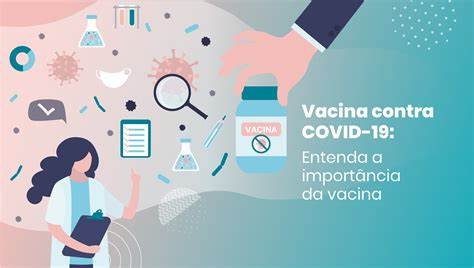 VACINA
Vacina contra
COVID-19:
Entenda a
importância
da vacina